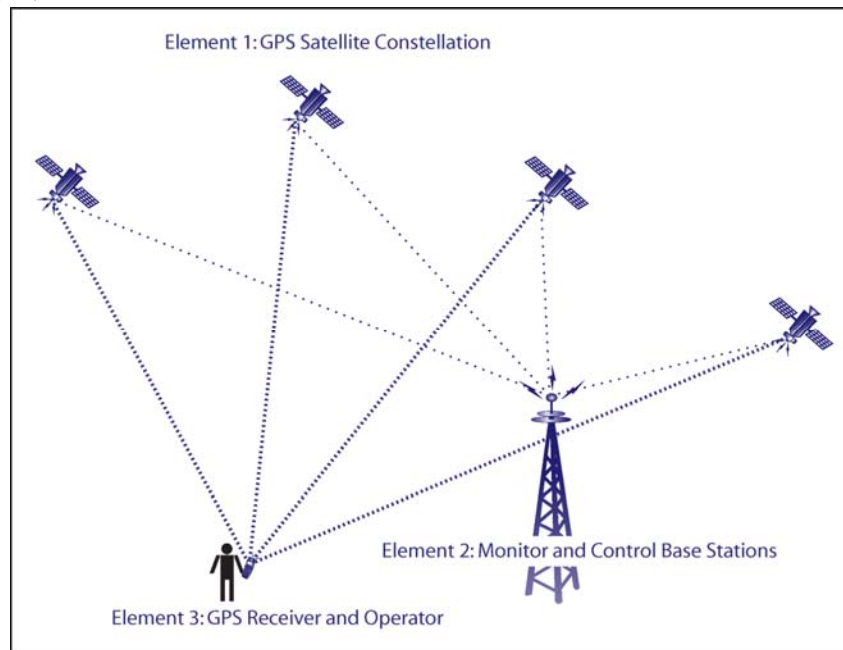 Element 1: GPS Satellite Constellation
Element 2: Monitor and Control Base Stations
Element 3: GPS Receiver and Operator